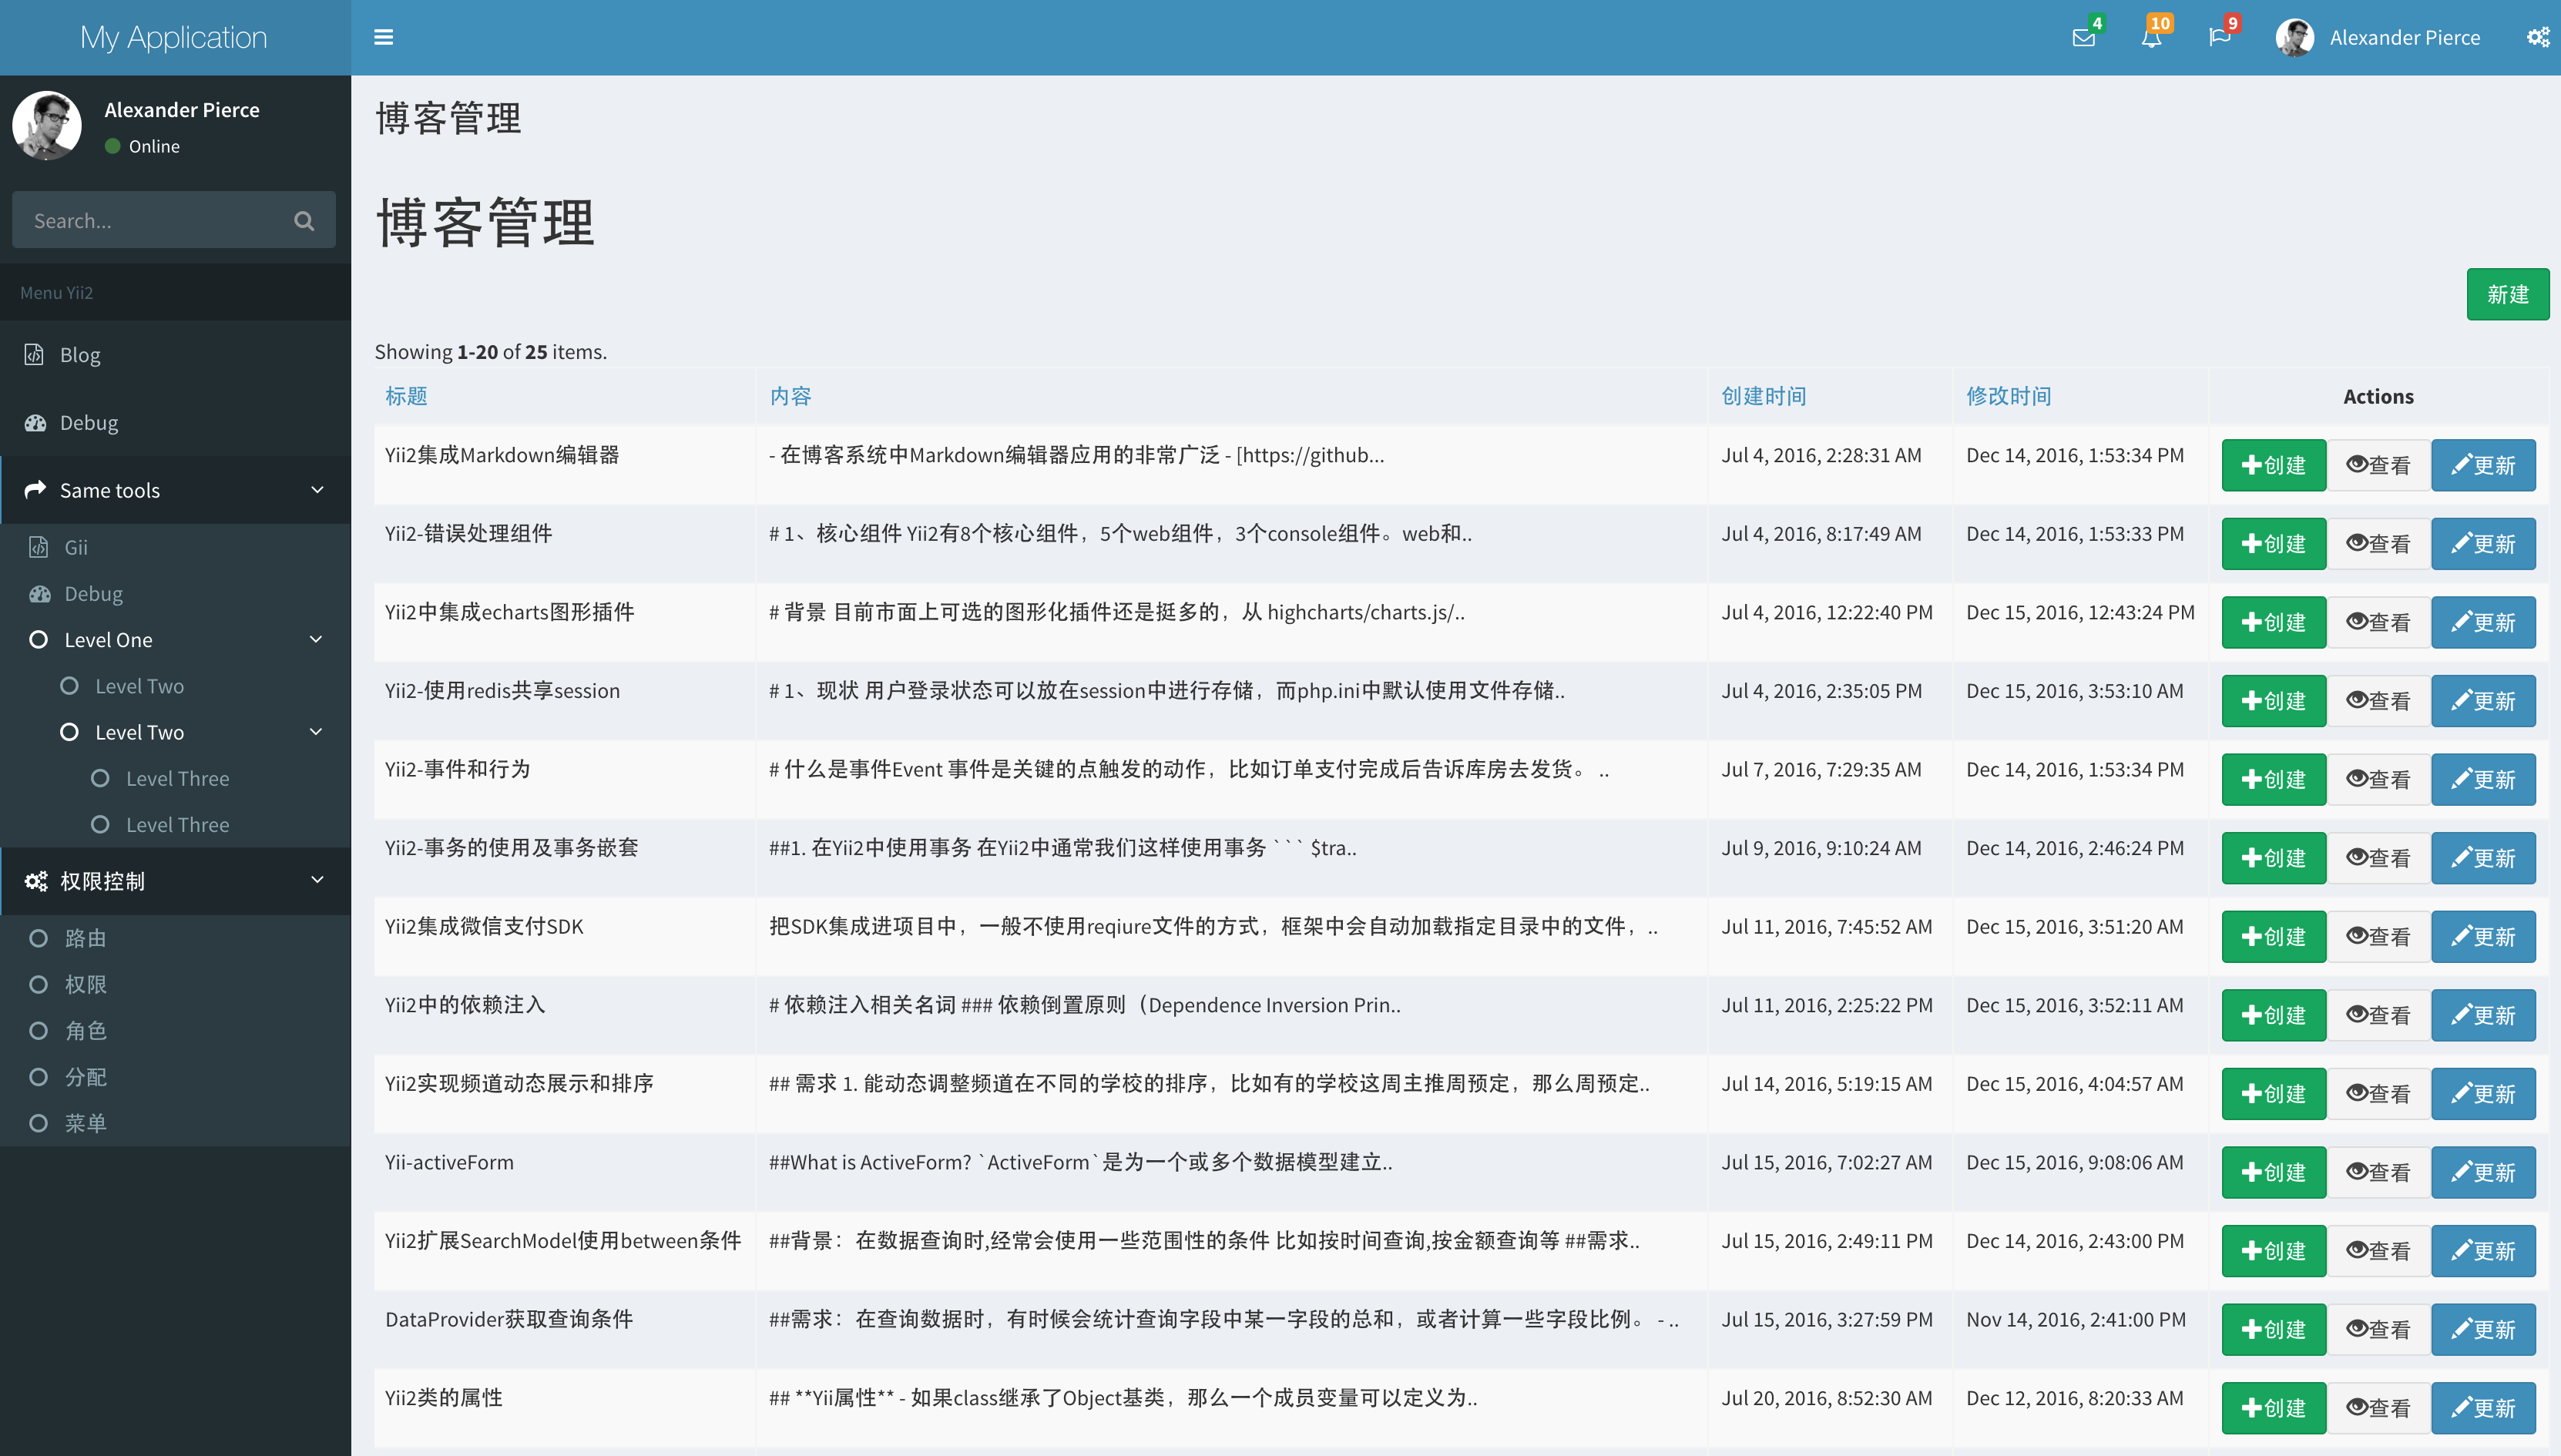 My Application
4
10
9
Alexander Pierce
Alexander Pierce
Online
Search...
Menu Yii2
Blog
Debug
Same tools
Gii
Debug
Level One
Level Two
Level Two
Level Three
Level Three
权限控制
路由
权限
角色
分配
菜单
博客管理
博客管理
新建
Showing 1-20 of 25 items.
标题 内容 创建时间 修改时间 Actions
Yii2集成Markdown编辑器 - 在博客系统中Markdown编辑器应用的非常广泛 - [https://github... Jul 4, 2016, 2:28:31 AM Dec 14, 2016, 1:53:34 PM 创建 查看 更新
Yii2-错误处理组件 # 1、核心组件 Yii2有8个核心组件，5个web组件，3个console组件。web和.. Jul 4, 2016, 8:17:49 AM Dec 14, 2016, 1:53:33 PM 创建 查看 更新
Yii2中集成echarts图形插件 # 背景 目前市面上可选的图形化插件还是挺多的，从 highcharts/charts.js/.. Jul 4, 2016, 12:22:40 PM Dec 15, 2016, 12:43:24 PM 创建 查看 更新
Yii2-使用redis共享session # 1、现状 用户登录状态可以放在session中进行存储，而php.ini中默认使用文件存储.. Jul 4, 2016, 2:35:05 PM Dec 15, 2016, 3:53:10 AM 创建 查看 更新
Yii2-事件和行为 # 什么是事件Event 事件是关键的点触发的动作，比如订单支付完成后告诉库房去发货。 .. Jul 7, 2016, 7:29:35 AM Dec 14, 2016, 1:53:34 PM 创建 查看 更新
Yii2-事务的使用及事务嵌套 ##1. 在Yii2中使用事务 在Yii2中通常我们这样使用事务 ``` $tra.. Jul 9, 2016, 9:10:24 AM Dec 14, 2016, 2:46:24 PM 创建 查看 更新
Yii2集成微信支付SDK 把SDK集成进项目中，一般不使用reqiure文件的方式，框架中会自动加载指定目录中的文件，.. Jul 11, 2016, 7:45:52 AM Dec 15, 2016, 3:51:20 AM 创建 查看 更新
Yii2中的依赖注入 # 依赖注入相关名词 ### 依赖倒置原则（Dependence Inversion Prin.. Jul 11, 2016, 2:25:22 PM Dec 15, 2016, 3:52:11 AM 创建 查看 更新
Yii2实现频道动态展示和排序 ## 需求 1. 能动态调整频道在不同的学校的排序，比如有的学校这周主推周预定，那么周预定.. Jul 14, 2016, 5:19:15 AM Dec 15, 2016, 4:04:57 AM 创建 查看 更新
Yii-activeForm ##What is ActiveForm? `ActiveForm`是为一个或多个数据模型建立.. Jul 15, 2016, 7:02:27 AM Dec 15, 2016, 9:08:06 AM 创建 查看 更新
Yii2扩展SearchModel使用between条件 ##背景：在数据查询时,经常会使用一些范围性的条件 比如按时间查询,按金额查询等 ##需求.. Jul 15, 2016, 2:49:11 PM Dec 14, 2016, 2:43:00 PM 创建 查看 更新
DataProvider获取查询条件 ##需求：在查询数据时，有时候会统计查询字段中某一字段的总和，或者计算一些字段比例。 - .. Jul 15, 2016, 3:27:59 PM Nov 14, 2016, 2:41:00 PM 创建 查看 更新
Yii2类的属性 ## **Yii属性** - 如果class继承了Object基类，那么一个成员变量可以定义为.. Jul 20, 2016, 8:52:30 AM Dec 12, 2016, 8:20:33 AM 创建 查看 更新